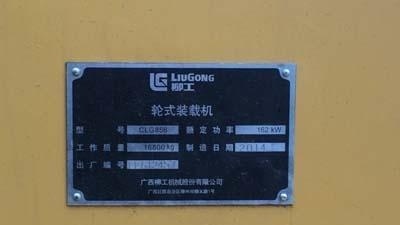 LIUGONG
柳工
轮式装载机
型 号 CLG856 额定功率 162 kW
工作质量 16800kg 制造日期 2014
出厂编号
广西柳工机械股份有限公司